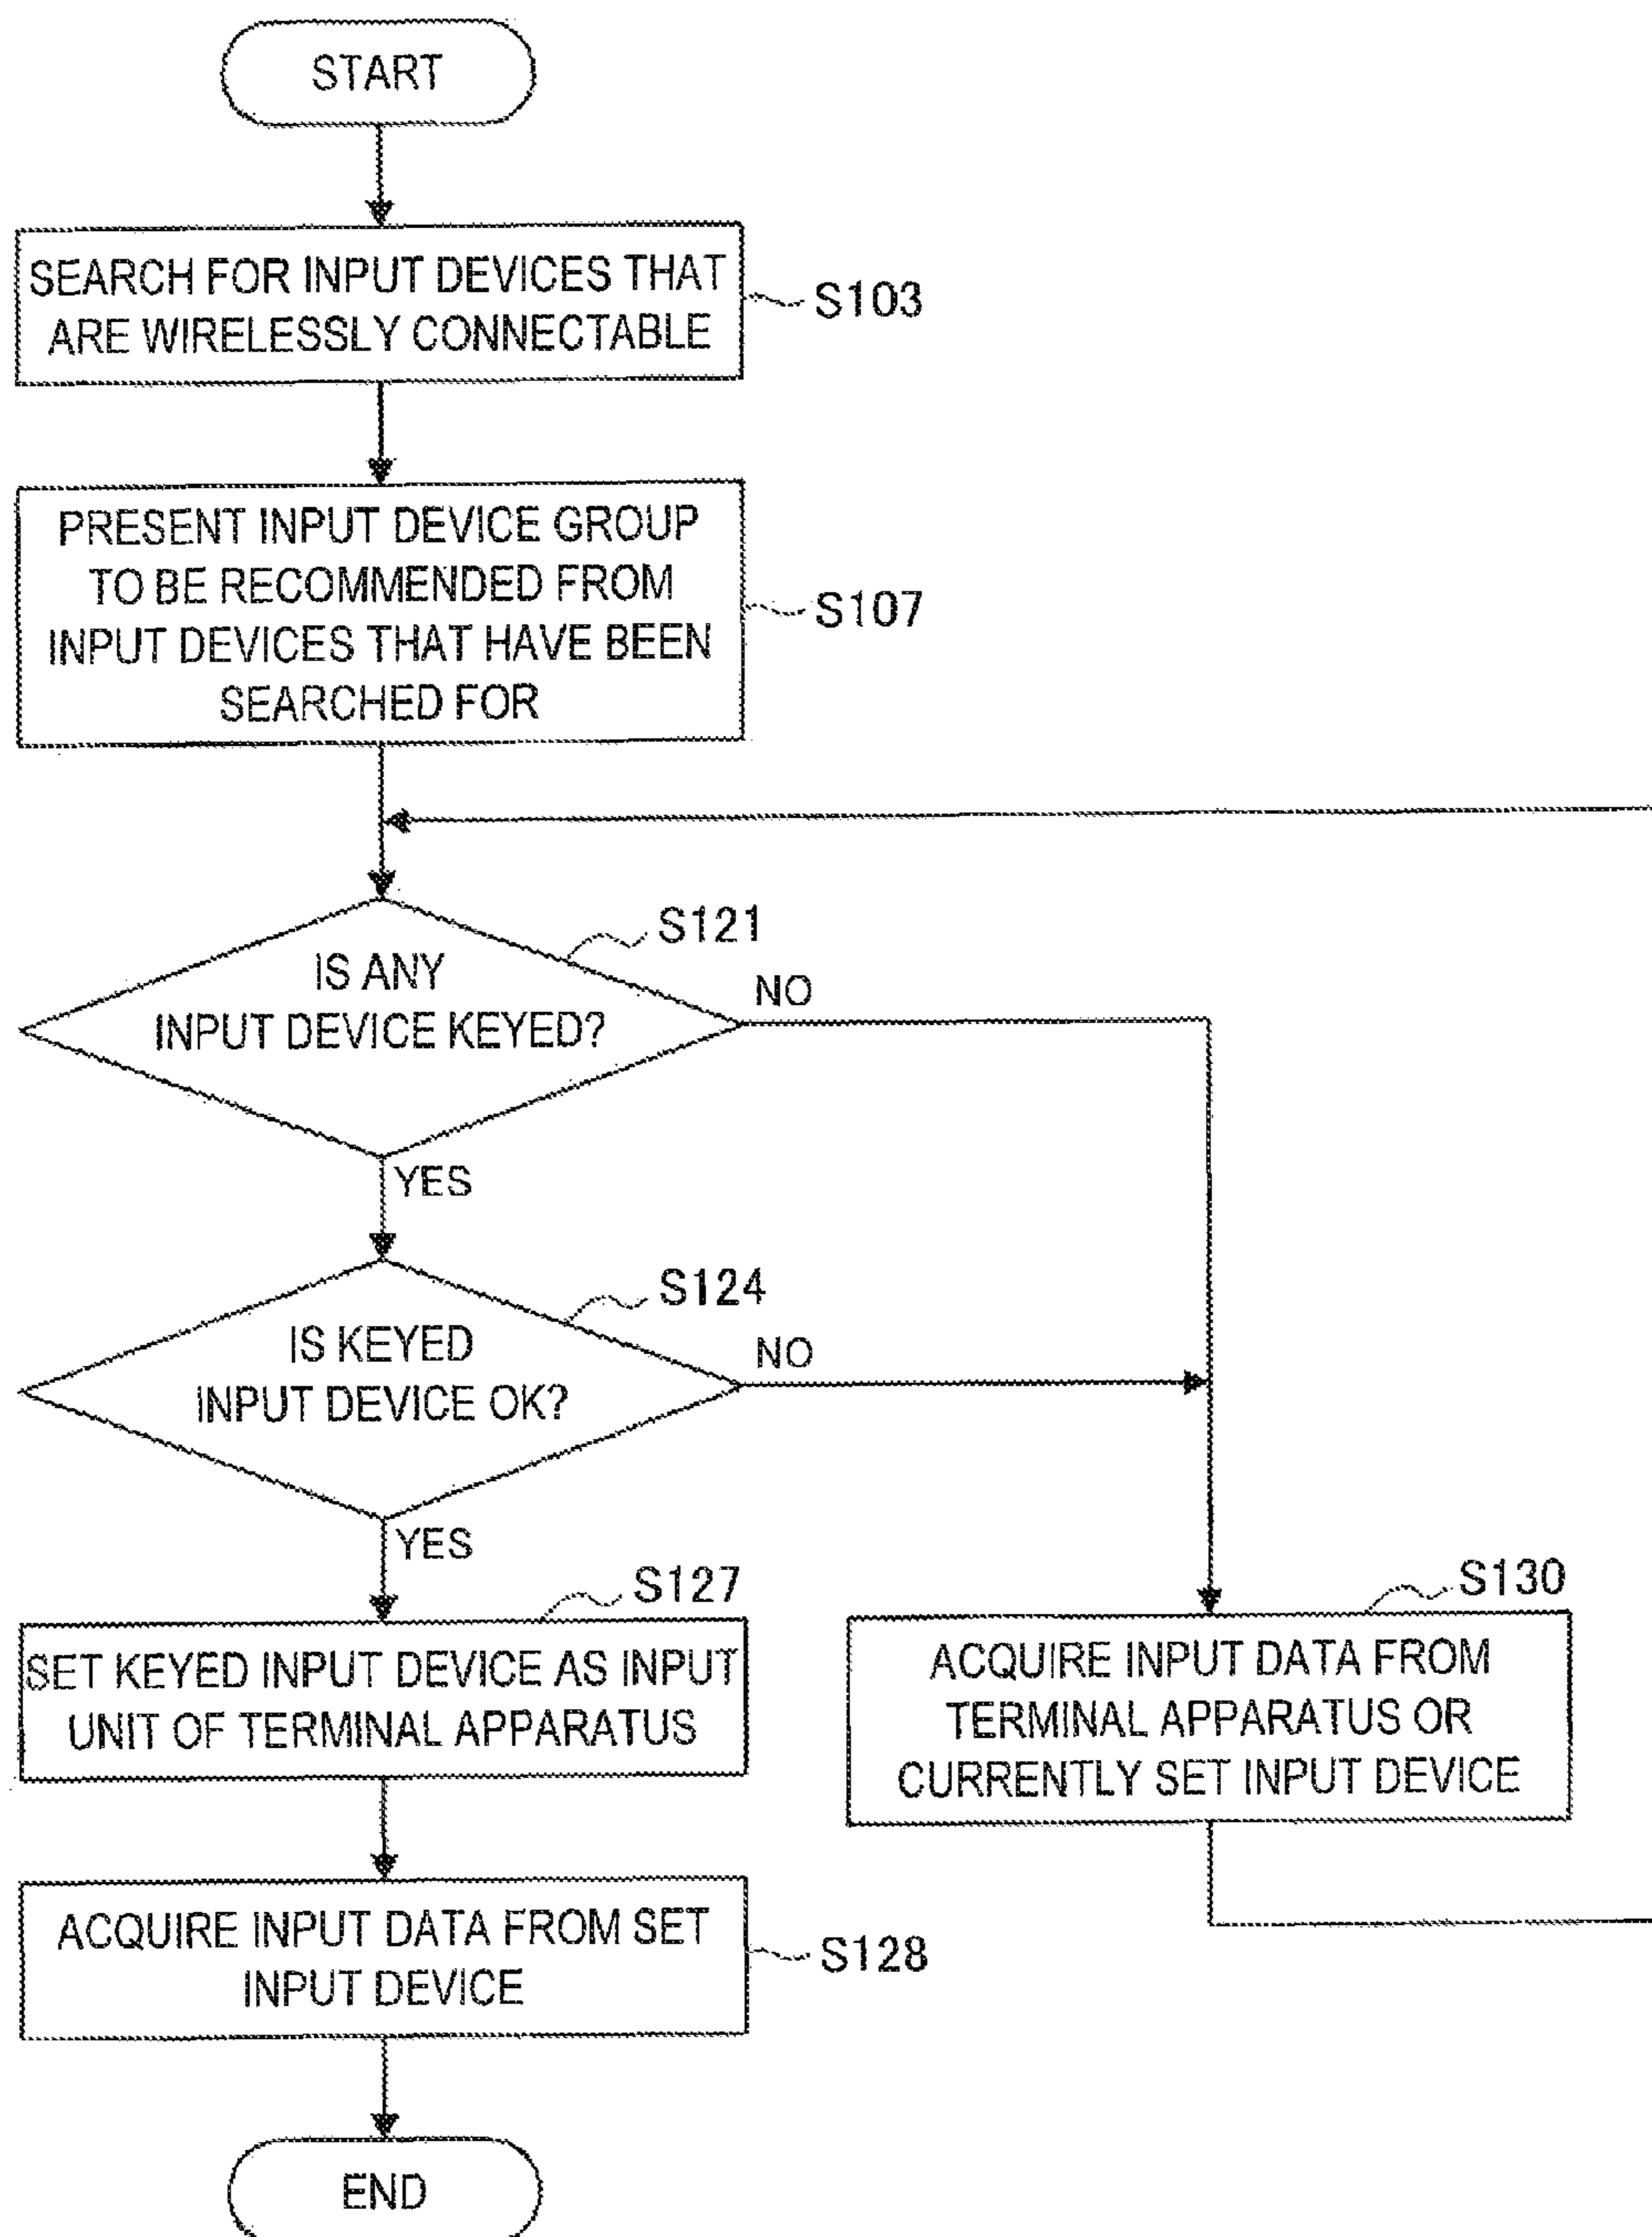 START
SEARCH FOR INPUT DEVICES THAT
ARE WIRELESSLY CONNECTABLE
S103
PRESENT INPUT DEVICE GROUP
TO BE RECOMMENDED FROM
INPUT DEVICES THAT HAVE BEEN
SEARCHED FOR
S107
S121
IS ANY
INPUT DEVICE KEYED?
NO
YES
S124
IS KEYED
INPUT DEVICE OK?
NO
YES
S127
SET KEYED INPUT DEVICE AS INPUT
UNIT OF TERMINAL APPARATUS
S130
ACQUIRE INPUT DATA FROM
TERMINAL APPARATUS OR
CURRENTLY SET INPUT DEVICE
ACQUIRE INPUT DATA FROM SET
INPUT DEVICE
S128
END